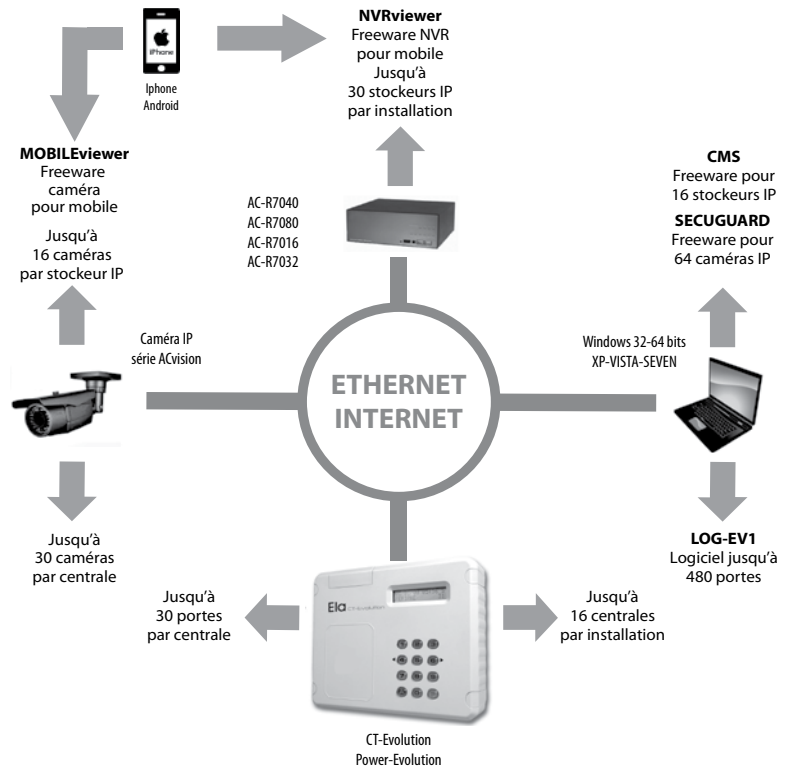 iPhone
Iphone
Android
NVRviewer
Freeware NVR
pour mobile
Jusqu'à
30 stockeurs IP
par installation
MOBILEviewer
Freeware
caméra
pour mobile
Jusqu'à
16 caméras
par stockeur IP
AC-R7040
AC-R7080
AC-R7016
AC-R7032
CMS
Freeware pour
16 stockeurs IP
SECUGUARD
Freeware pour
64 caméras IP
Caméra IP
série ACvision
Windows 32-64 bits
XP-VISTA-SEVEN
ETHERNET
INTERNET
Jusqu'à
30 caméras
par centrale
LOG-EV1
Logiciel jusqu'à
480 portes
Jusqu'à
30 portes
par centrale
Ela CT-Evolution
Jusqu'à
16 centrales
par installation
CT-Evolution
Power-Evolution